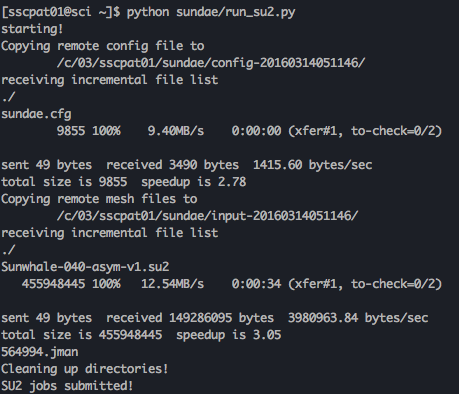 [sscpat01@sci ~]$ python sundae/run_su2.py
starting!
Copying remote config file to
/c/03/sscpat01/sundae/config-20160314051146/
receiving incremental file list
./
sundae.cfg
9855 100% 9.40MB/s 0:00:00 (xfer#1, to-check=0/2)
sent 49 bytes received 3490 bytes 1415.60 bytes/sec
total size is 9855 speedup is 2.78
Copying remote mesh files to
/c/03/sscpat01/sundae/input-20160314051146/
receiving incremental file list
./
Sunwhale-040-asym-v1.su2
455948445 100% 12.54MB/s 0:00:34 (xfer#1, to-check=0/2)
sent 49 bytes received 149286095 bytes 3980963.84 bytes/sec
total size is 455948445 speedup is 3.05
564994.jman
Cleaning up directories!
SU2 jobs submitted!